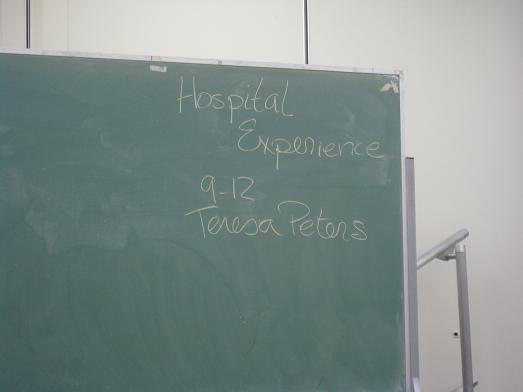 Hospital
Experience
9-12
Teresa Peters